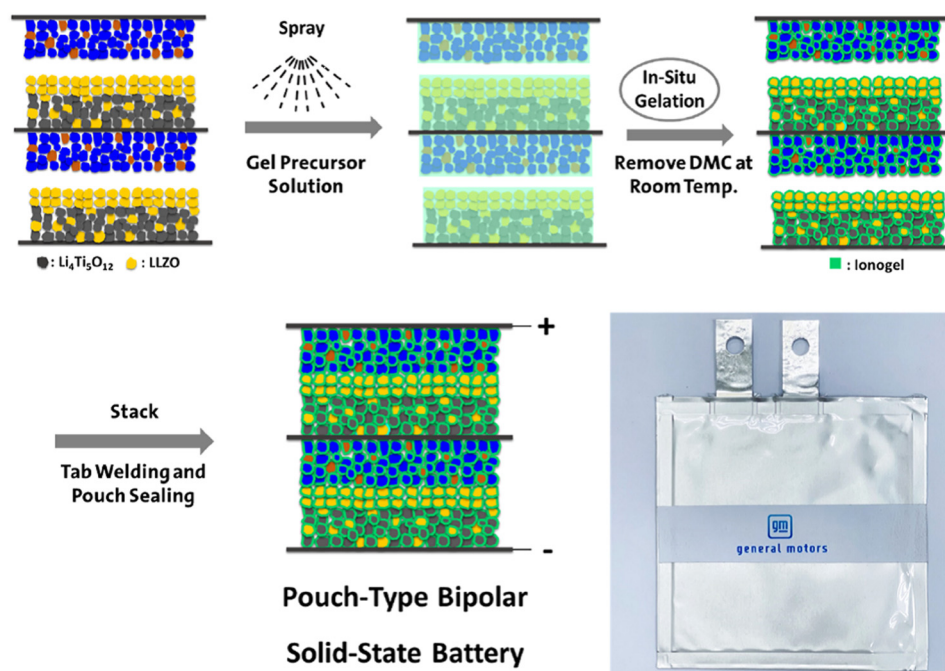 Spray
Gel Precursor
Solution
In-Situ
Gelation
Remove DMC at
Room Temp.
: Li₄Ti₅O₁₂ : LLZO
: Ionogel
Stack
Tab Welding and
Pouch Sealing
+
-
Pouch-Type Bipolar
Solid-State Battery
gm
general motors